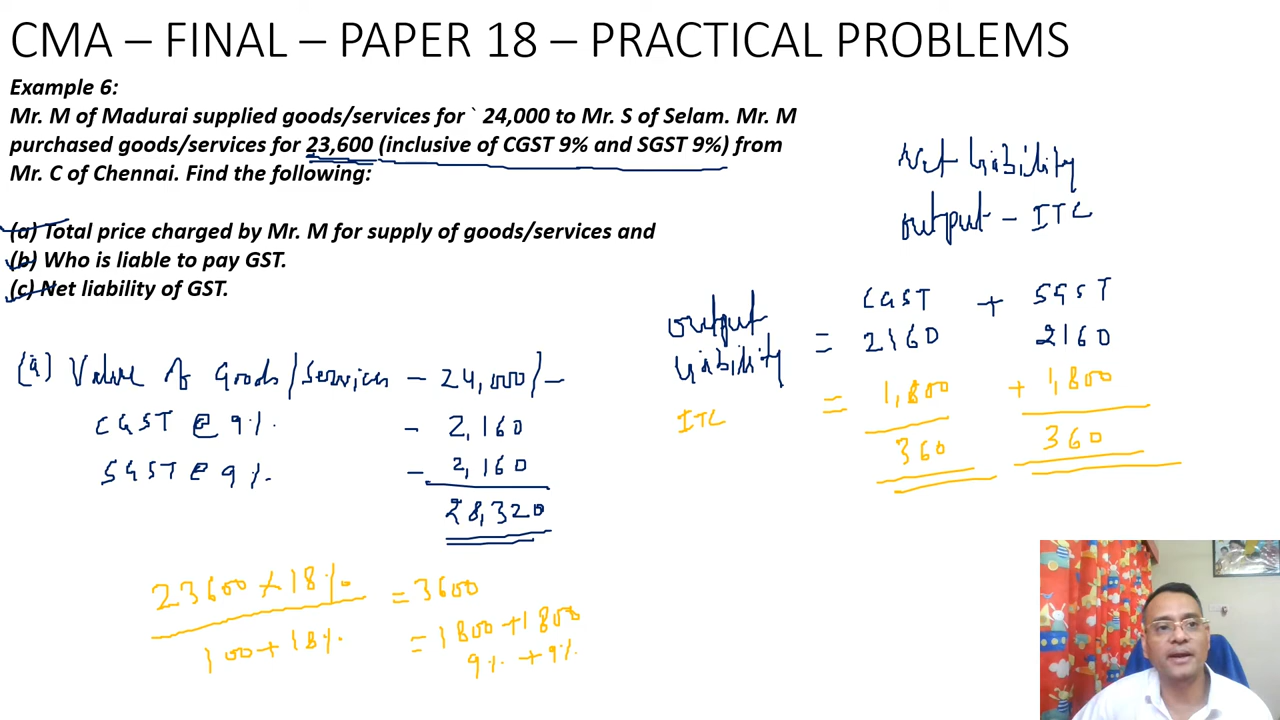 CMA – FINAL – PAPER 18 – PRACTICAL PROBLEMS
Example 6:
Mr. M of Madurai supplied goods/services for ` 24,000 to Mr. S of Selam. Mr. M
purchased goods/services for 23,600 (inclusive of CGST 9% and SGST 9%) from
Mr. C of Chennai. Find the following:
(a) Total price charged by Mr. M for supply of goods/services and
(b) Who is liable to pay GST.
(c) Net liability of GST.
(a) Value of Goods/Services - 24,000/-
CGST @ 9%. - 2,160
SGST @ 9%. - 2,160
28,320
23600 × 18% = 3600
100 + 18% = 1800 + 1800
9% + 9%
Net liability
output - ITC
CGST + SGST
output liability = 2160 2160
ITC = 1,800 + 1,800
360 360